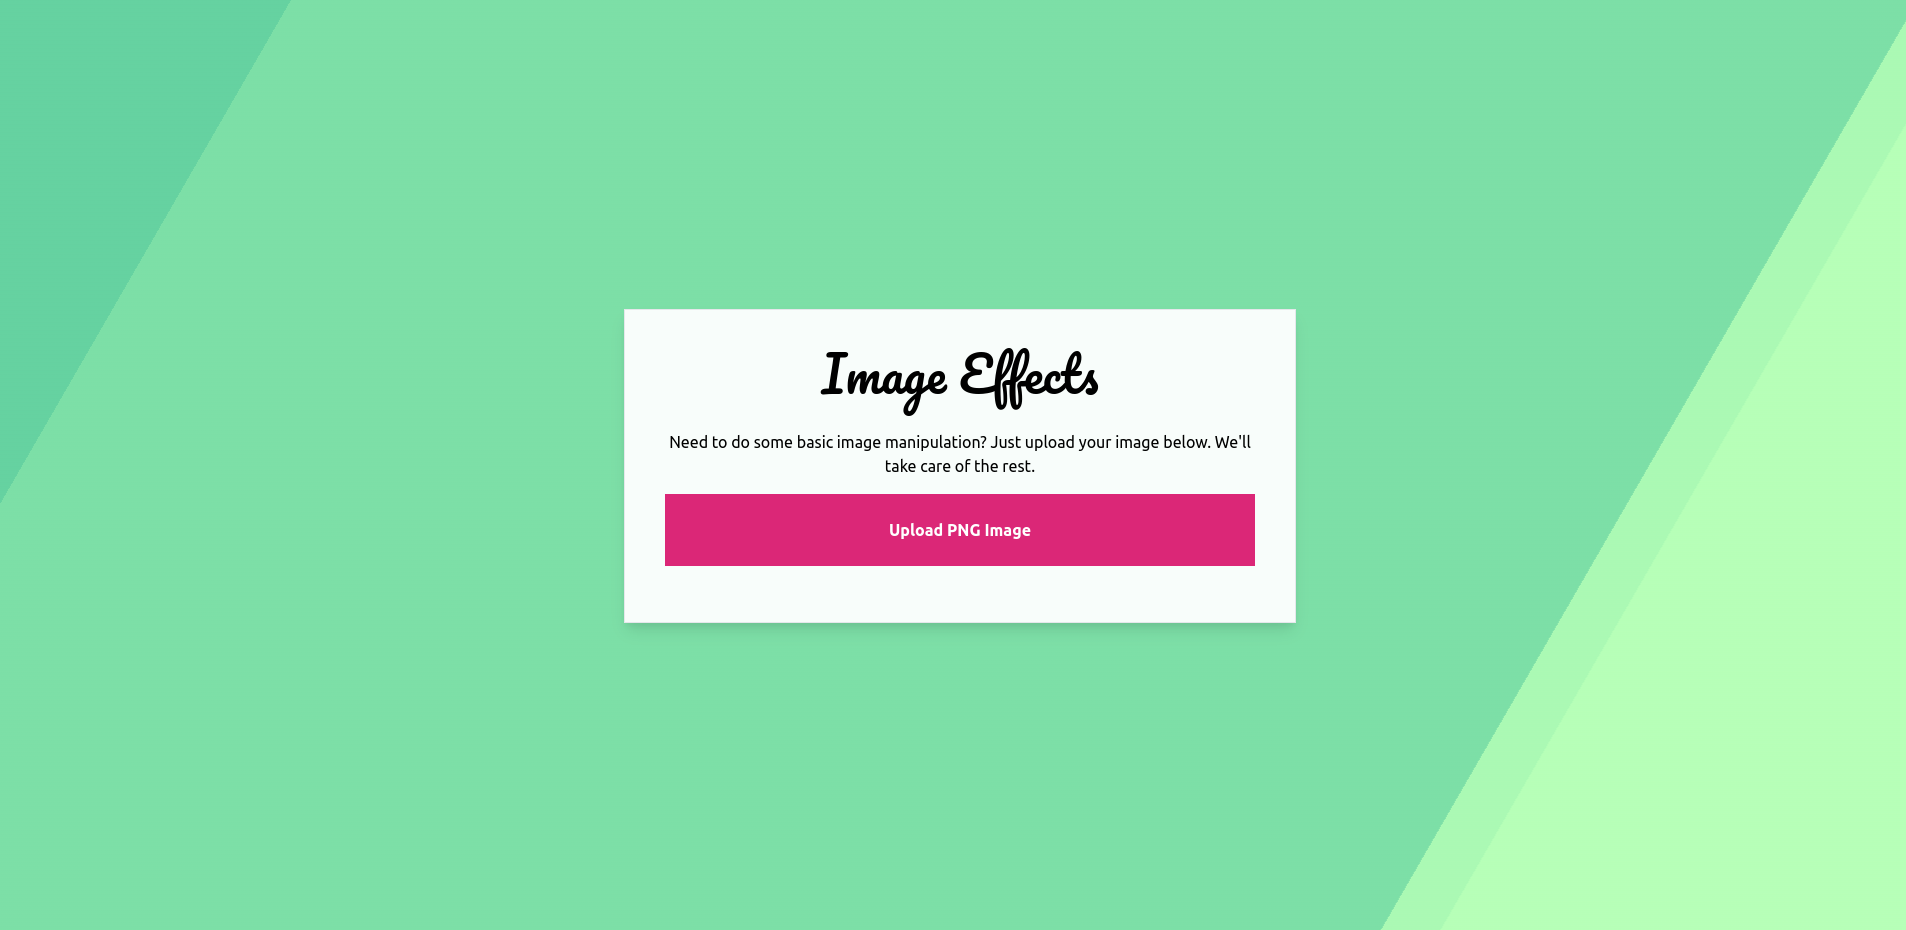 Image Effects
Need to do some basic image manipulation? Just upload your image below. We'll
take care of the rest.
Upload PNG Image